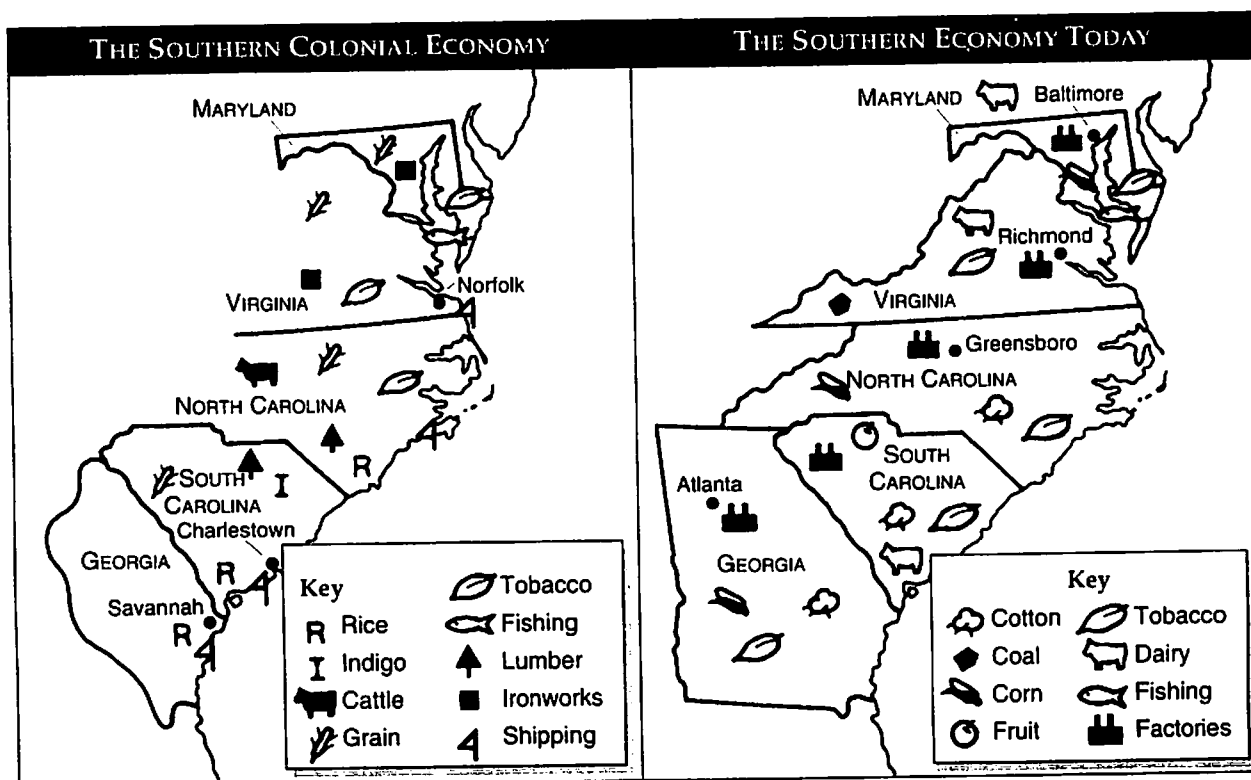 THE SOUTHERN COLONIAL ECONOMY
MARYLAND
Norfolk
VIRGINIA
NORTH CAROLINA
SOUTH
CAROLINA
Charlestown
GEORGIA
Savannah
Key
R Rice
I Indigo
Cattle
Grain
Tobacco
Fishing
Lumber
Ironworks
Shipping
R
I
R
R
THE SOUTHERN ECONOMY TODAY
MARYLAND
Baltimore
Richmond
VIRGINIA
Greensboro
NORTH CAROLINA
SOUTH
CAROLINA
Atlanta
GEORGIA
Key
Cotton
Coal
Corn
Fruit
Tobacco
Dairy
Fishing
Factories